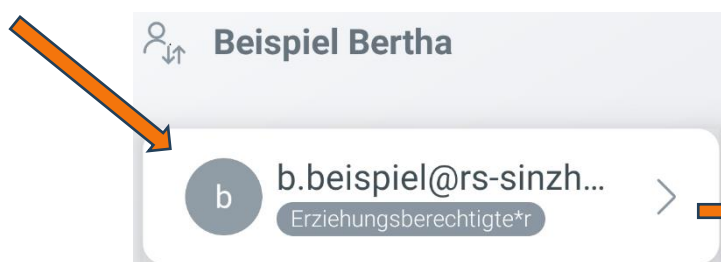 Beispiel Bertha
b
b.beispiel@rs-sinzh...
Erziehungsberechtigte*r